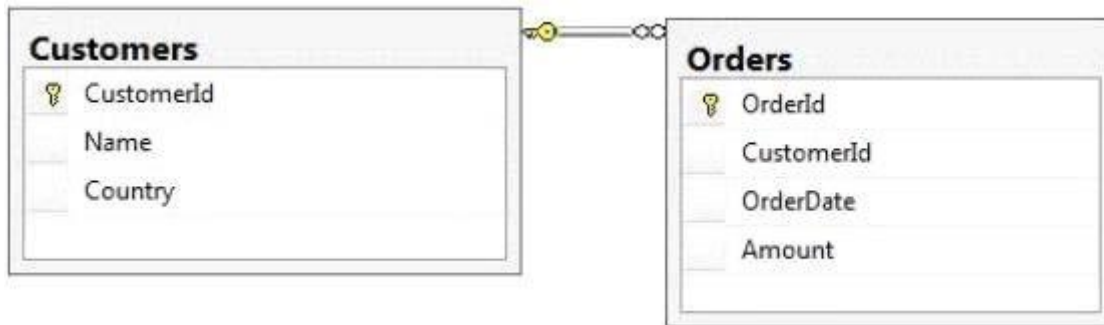 Customers
CustomerId
Name
Country
Orders
OrderId
CustomerId
OrderDate
Amount